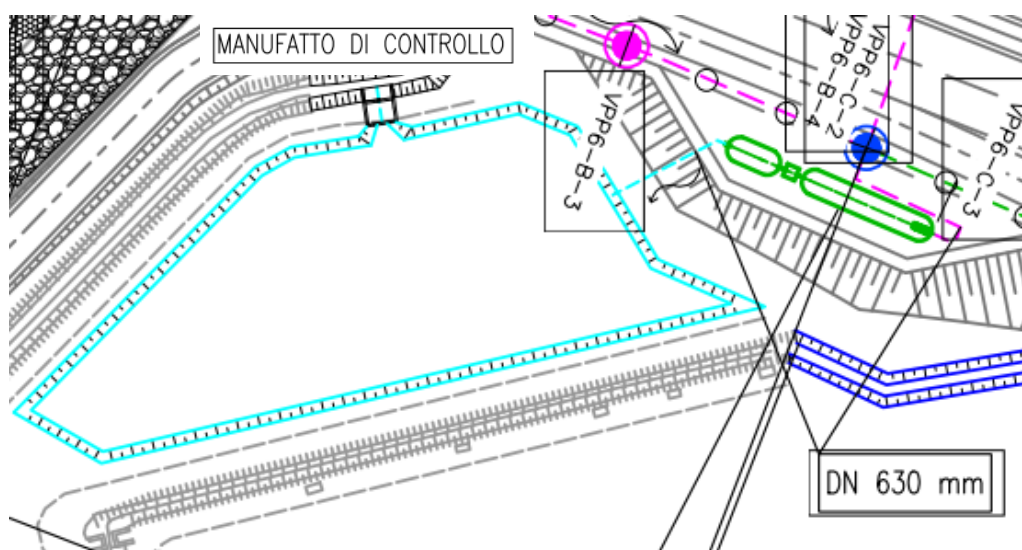 MANUFATTO DI CONTROLLO
VPP6-B-3
VPP6-B-4
VPP6-C-2
VPP6-C-3
DN 630 mm